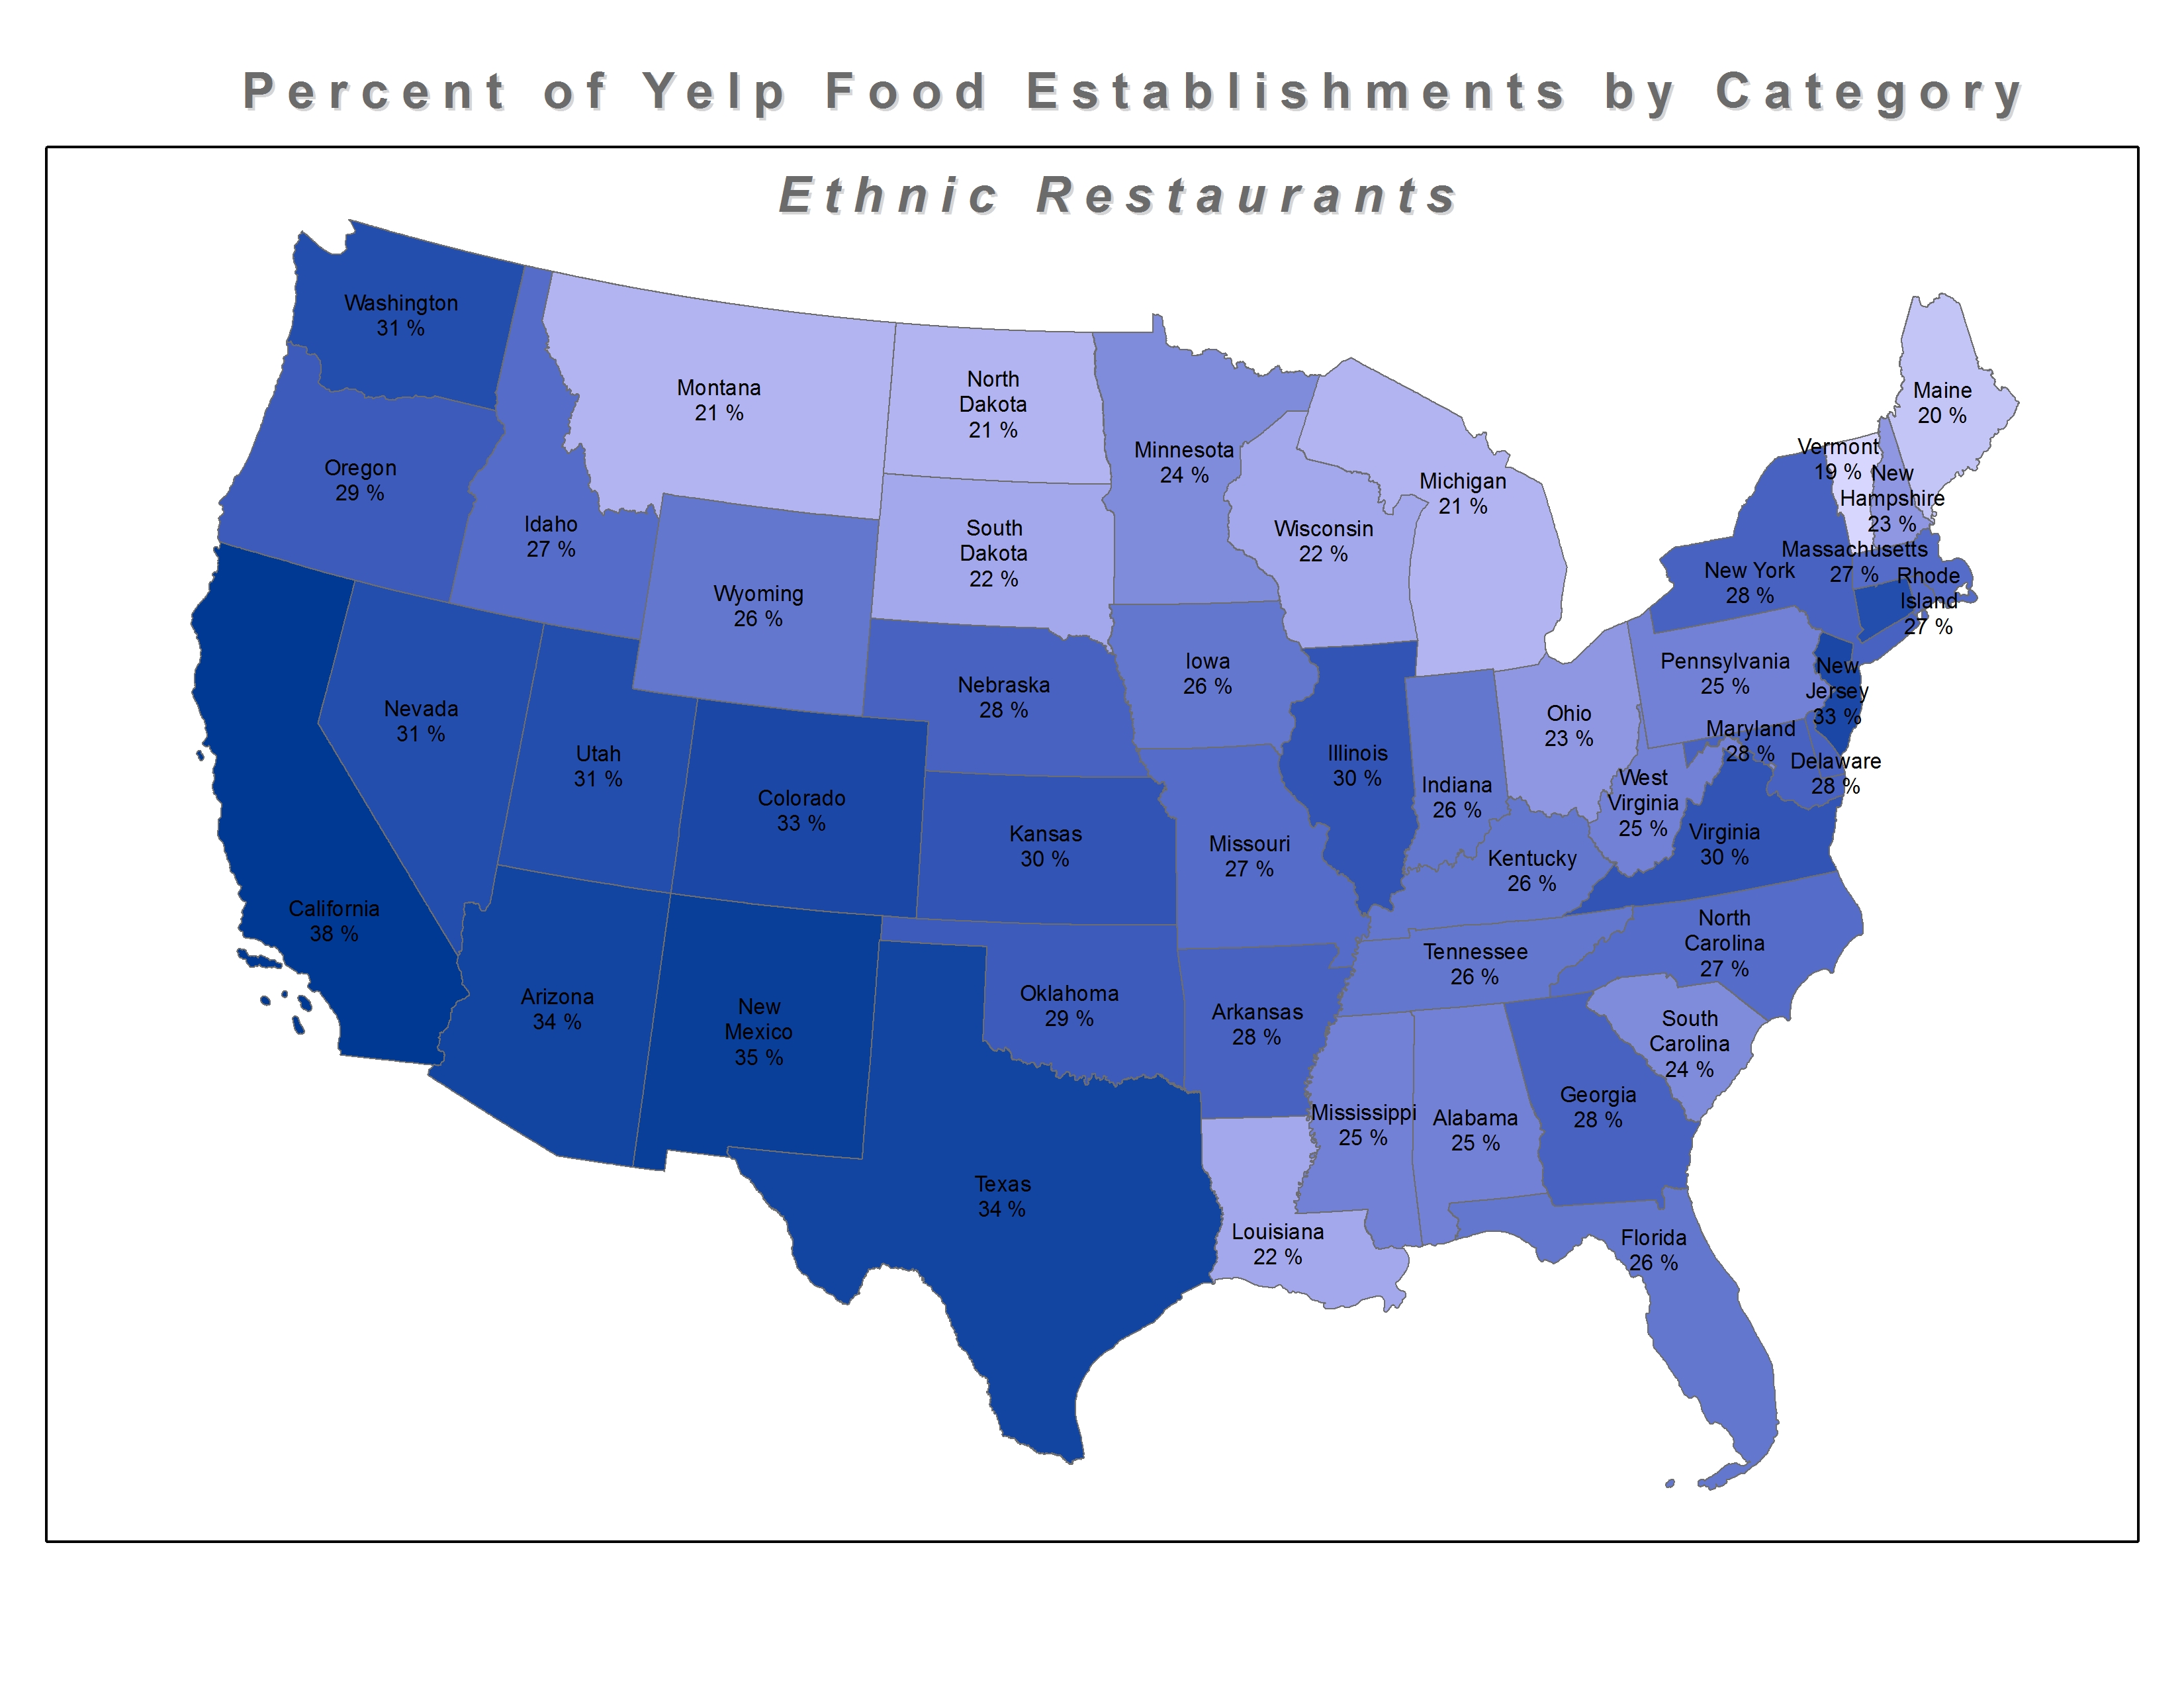 Percent of Yelp Food Establishments by Category
Ethnic Restaurants
Washington
31 %
Oregon
29 %
Idaho
27 %
Montana
21 %
North
Dakota
21 %
Minnesota
24 %
Wisconsin
22 %
Michigan
21 %
Maine
20 %
Vermont
19 %
New
Hampshire
23 %
Massachusetts
27 %
Rhode
Island
27 %
New York
28 %
South
Dakota
22 %
Wyoming
26 %
Nebraska
28 %
Iowa
26 %
Illinois
30 %
Indiana
26 %
Ohio
23 %
Pennsylvania
25 %
New
Jersey
33 %
Maryland
28 %
Delaware
28 %
West
Virginia
25 %
Virginia
30 %
Nevada
31 %
Utah
31 %
Colorado
33 %
Kansas
30 %
Missouri
27 %
Kentucky
26 %
California
38 %
Arizona
34 %
New
Mexico
35 %
Oklahoma
29 %
Arkansas
28 %
Tennessee
26 %
North
Carolina
27 %
South
Carolina
24 %
Mississippi
25 %
Alabama
25 %
Georgia
28 %
Texas
34 %
Louisiana
22 %
Florida
26 %